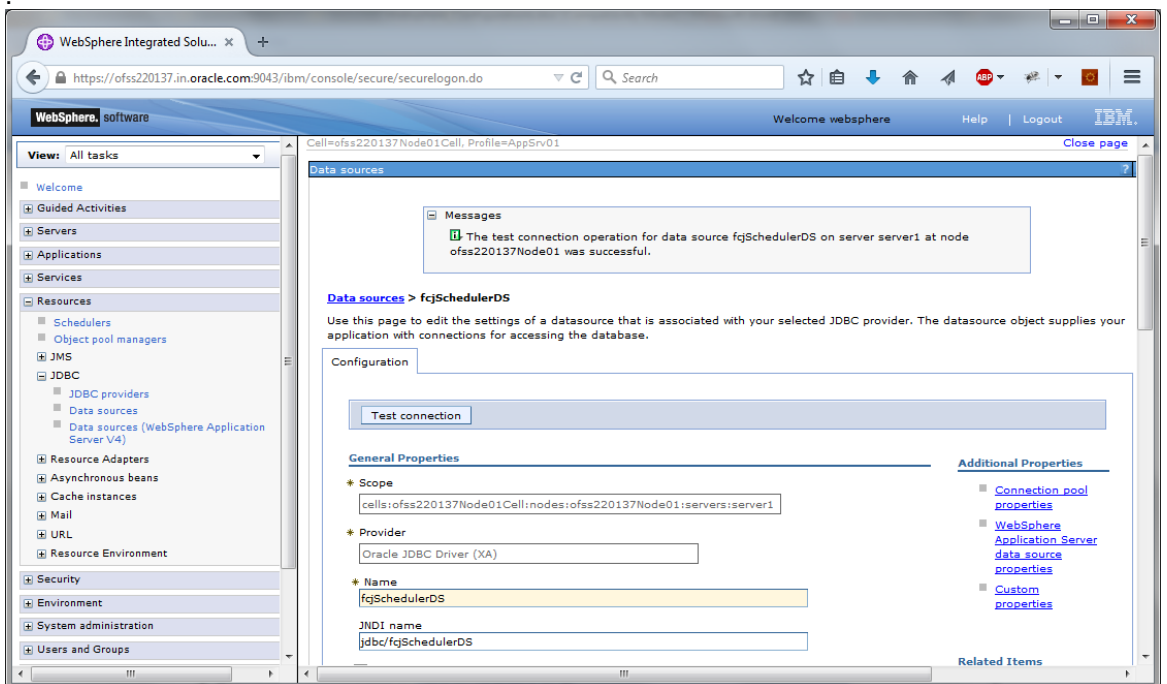 .
WebSphere Integrated Solu... × +
https://ofss220137.in.oracle.com:9043/ibm/console/secure/securelogon.do
Search
ABP
WebSphere. software
Welcome websphere
Help | Logout
IBM.
View: All tasks
Welcome
Guided Activities
Servers
Applications
Services
Resources
Schedulers
Object pool managers
JMS
JDBC
JDBC providers
Data sources
Data sources (WebSphere Application
Server V4)
Resource Adapters
Asynchronous beans
Cache instances
Mail
URL
Resource Environment
Security
Environment
System administration
Users and Groups
Cell=ofss220137Node01Cell, Profile=AppSrv01
Close page
Data sources
?
Messages
The test connection operation for data source fcjSchedulerDS on server server1 at node
ofss220137Node01 was successful.
Data sources > fcjSchedulerDS
Use this page to edit the settings of a datasource that is associated with your selected JDBC provider. The datasource object supplies your
application with connections for accessing the database.
Configuration
Test connection
General Properties
* Scope
cells:ofss220137Node01Cell:nodes:ofss220137Node01:servers:server1
* Provider
Oracle JDBC Driver (XA)
* Name
fcjSchedulerDS
JNDI name
jdbc/fcjSchedulerDS
Additional Properties
Connection pool
properties
WebSphere
Application Server
data source
properties
Custom
properties
Related Items